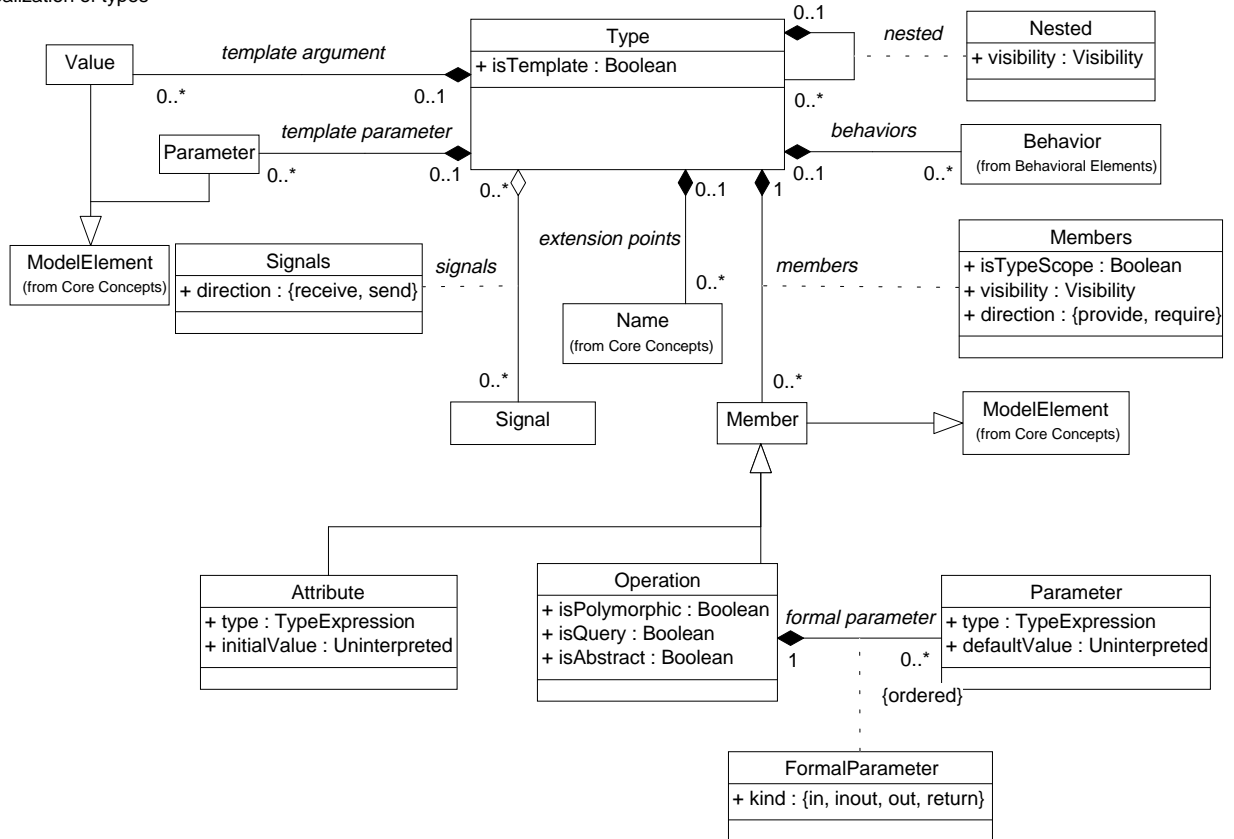 Type
+ isTemplate : Boolean
0..1
nested
0..*
Nested
+ visibility : Visibility
Value
template argument
0..*
0..1
template parameter
Parameter
0..*
0..1
behaviors
0..1
0..*
Behavior
(from Behavioral Elements)
0..*
0..1
1
ModelElement
(from Core Concepts)
Signals
+ direction : {receive, send}
signals
extension points
members
Members
+ isTypeScope : Boolean
+ visibility : Visibility
+ direction : {provide, require}
0..*
Name
(from Core Concepts)
0..*
0..*
Signal
Member
ModelElement
(from Core Concepts)
Attribute
+ type : TypeExpression
+ initialValue : Uninterpreted
Operation
+ isPolymorphic : Boolean
+ isQuery : Boolean
+ isAbstract : Boolean
formal parameter
1
0..*
{ordered}
Parameter
+ type : TypeExpression
+ defaultValue : Uninterpreted
FormalParameter
+ kind : {in, inout, out, return}